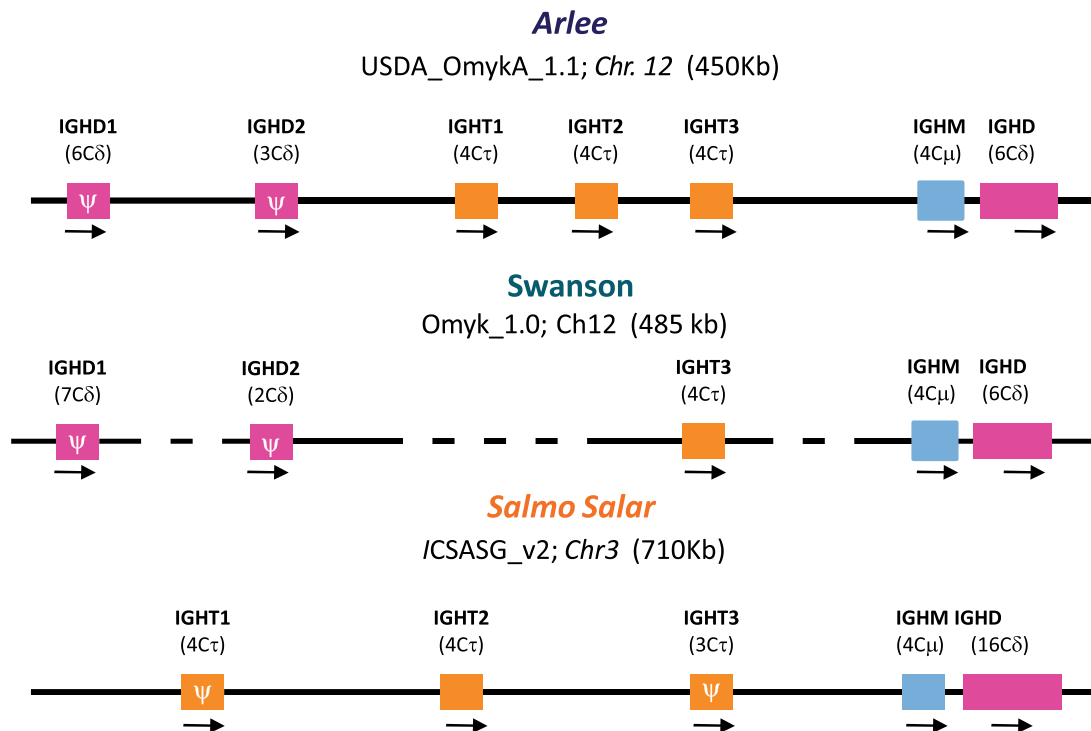 Arlee
USDA_OmykA_1.1; Chr. 12 (450Kb)
IGHD1 IGHD2 IGHT1 IGHT2 IGHT3 IGHM IGHD
(6Cδ) (3Cδ) (4Cτ) (4Cτ) (4Cτ) (4Cμ) (6Cδ)
ψ ψ
Swanson
Omyk_1.0; Ch12 (485 kb)
IGHD1 IGHD2 IGHT3 IGHM IGHD
(7Cδ) (2Cδ) (4Cτ) (4Cμ) (6Cδ)
ψ ψ
Salmo Salar
ICSASG_v2; Chr3 (710Kb)
IGHT1 IGHT2 IGHT3 IGHM IGHD
(4Cτ) (4Cτ) (3Cτ) (4Cμ) (16Cδ)
ψ ψ